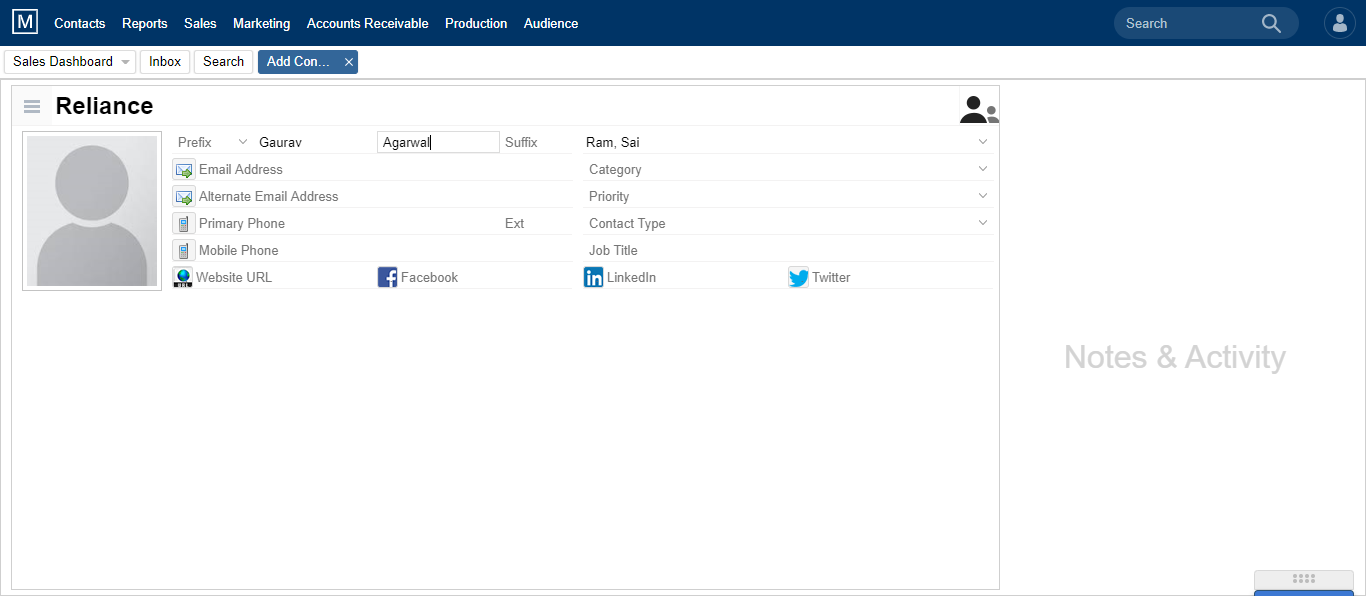 M Contacts Reports Sales Marketing Accounts Receivable Production Audience Search
Sales Dashboard Inbox Search Add Con... ×
Reliance
Prefix Gaurav Agarwal Suffix Ram, Sai
Email Address Category
Alternate Email Address Priority
Primary Phone Ext Contact Type
Mobile Phone Job Title
URL Website URL f Facebook in LinkedIn Twitter
Notes & Activity